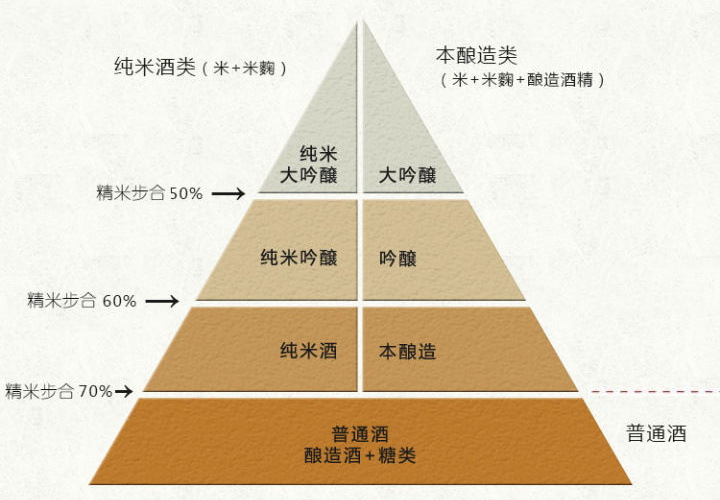 纯米酒类（米+米麴）
本酿造类
（米+米麴+酿造酒精）
纯米
大吟醸
大吟醸
精米步合 50%
纯米吟醸
吟醸
精米步合 60%
纯米酒
本酿造
精米步合 70%
普通酒
酿造酒+糖类
普通酒